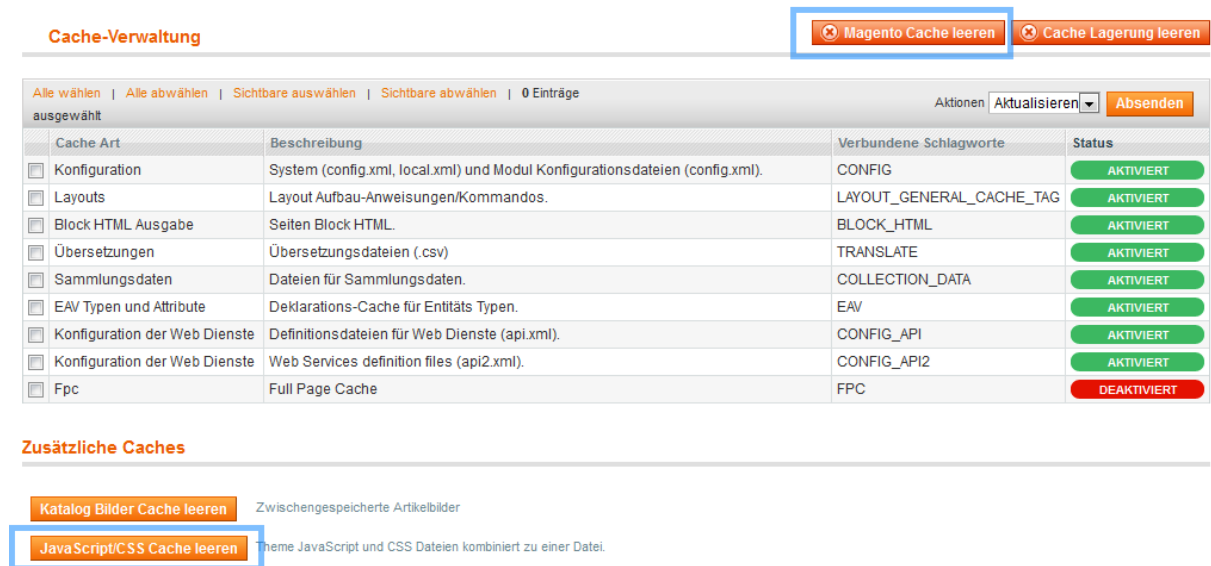 Cache-Verwaltung Magento Cache leeren Cache Lagerung leeren
Alle wählen | Alle abwählen | Sichtbare auswählen | Sichtbare abwählen | 0 Einträge
ausgewählt
Aktionen Aktualisieren Absenden
Cache Art Beschreibung Verbundene Schlagworte Status
Konfiguration System (config.xml, local.xml) und Modul Konfigurationsdateien (config.xml). CONFIG AKTIVIERT
Layouts Layout Aufbau-Anweisungen/Kommandos. LAYOUT_GENERAL_CACHE_TAG AKTIVIERT
Block HTML Ausgabe Seiten Block HTML. BLOCK_HTML AKTIVIERT
Übersetzungen Übersetzungsdateien (.csv) TRANSLATE AKTIVIERT
Sammlungsdaten Dateien für Sammlungsdaten. COLLECTION_DATA AKTIVIERT
EAV Typen und Attribute Deklarations-Cache für Entitäts Typen. EAV AKTIVIERT
Konfiguration der Web Dienste Definitionsdateien für Web Dienste (api.xml). CONFIG_API AKTIVIERT
Konfiguration der Web Dienste Web Services definition files (api2.xml). CONFIG_API2 AKTIVIERT
Fpc Full Page Cache FPC DEAKTIVIERT
Zusätzliche Caches
Katalog Bilder Cache leeren Zwischengespeicherte Artikelbilder
JavaScript/CSS Cache leeren Theme JavaScript und CSS Dateien kombiniert zu einer Datei.